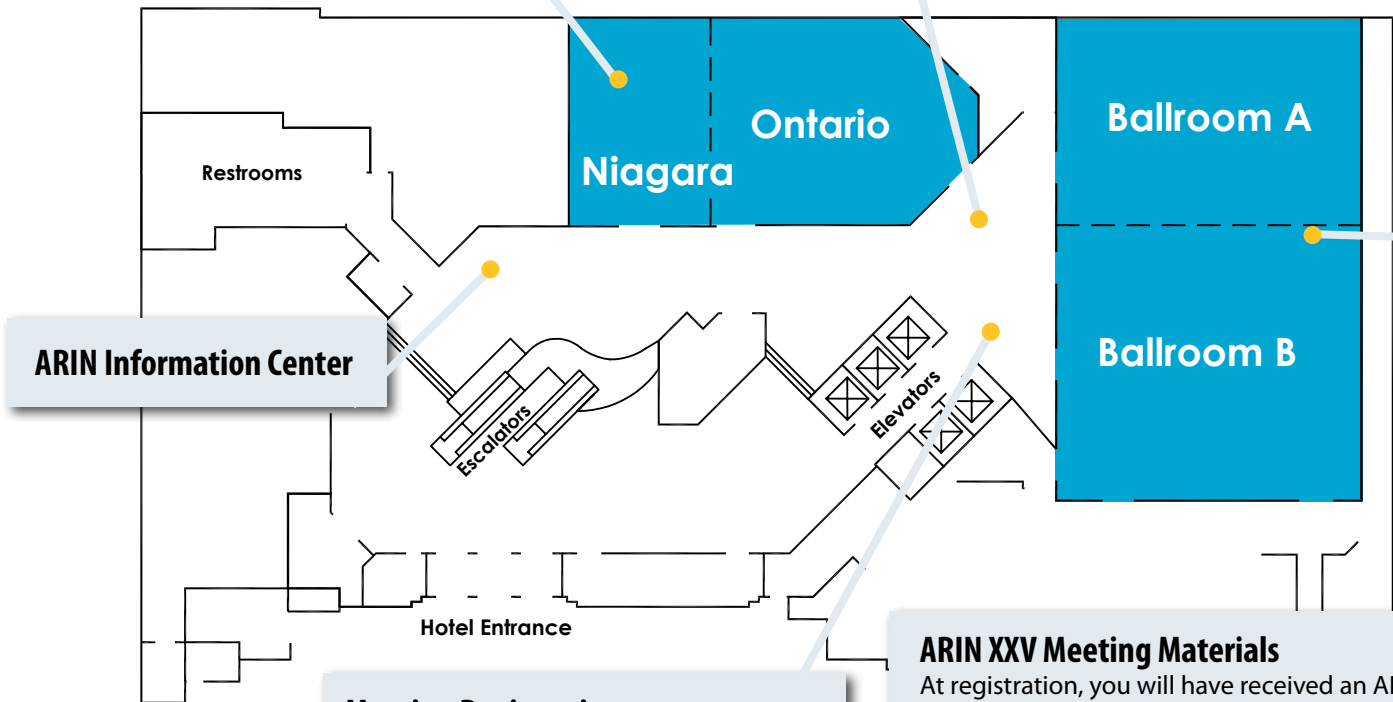 Ontario
Ballroom A
Niagara
Restrooms
ARIN Information Center
Ballroom B
Elevators
Escalators
Hotel Entrance
ARIN XXV Meeting Materials
At registration, you will have received an